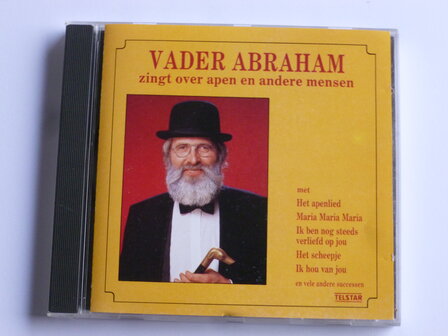 VADER ABRAHAM
zingt over apen en andere mensen
met
Het apenlied
Maria Maria Maria
Ik ben nog steeds
verliefd op jou
Het scheepje
Ik hou van jou
en vele andere successen
TELSTAR